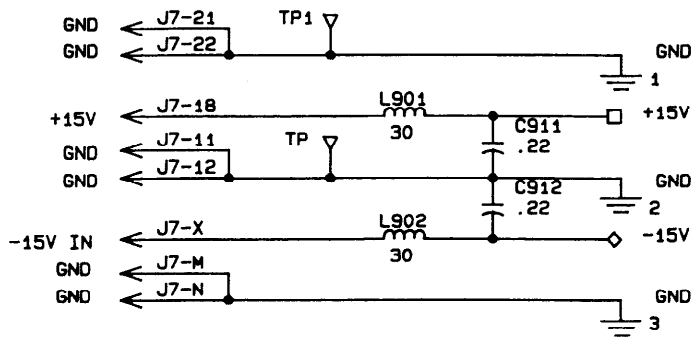 GND J7-21 TP1
GND J7-22 GND
1
+15V J7-18 L901 +15V
30
C911
.22
GND J7-11 TP
GND J7-12 GND
C912
.22
2
-15V IN J7-X L902 -15V
30
GND J7-M
GND J7-N GND
3